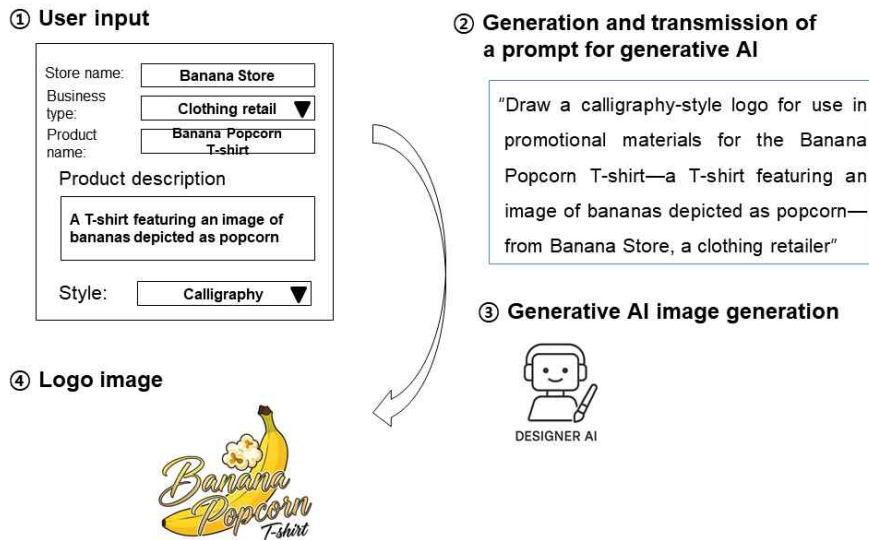 ① User input
Store name:
Banana Store
Business
type:
Clothing retail
Product
name:
Banana Popcorn
T-shirt
Product description
A T-shirt featuring an image of
bananas depicted as popcorn
Style:
Calligraphy
② Generation and transmission of
a prompt for generative AI
"Draw a calligraphy-style logo for use in
promotional materials for the Banana
Popcorn T-shirt—a T-shirt featuring an
image of bananas depicted as popcorn—
from Banana Store, a clothing retailer"
③ Generative AI image generation
DESIGNER AI
④ Logo image
Banana
Popcorn
T-shirt